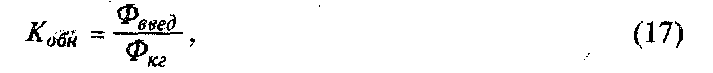 K_обн = Ф_введ / Ф_кг , (17)